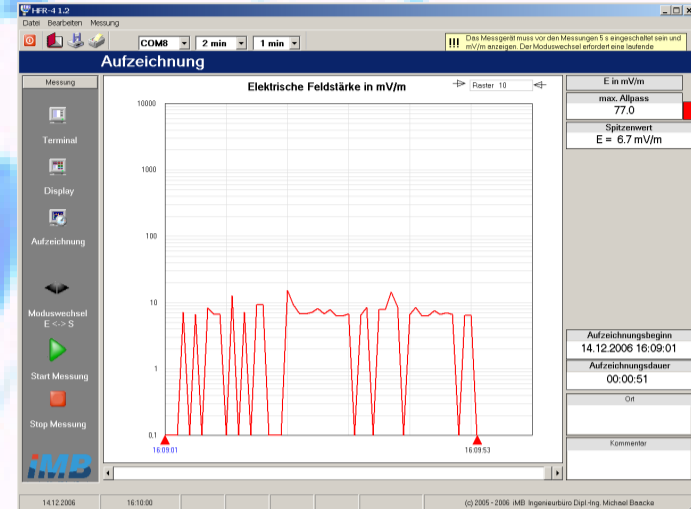 HFR-4 1.2
Datei Bearbeiten Messung
COM8 2 min 1 min
!!! Das Messgerät muss vor den Messungen 5 s eingeschaltet sein und
mV/m anzeigen. Der Moduswechsel erfordert eine laufende
Aufzeichnung
Messung
Terminal
Display
Aufzeichnung
Moduswechsel
E <-> S
Start Messung
Stop Messung
iMB
Elektrische Feldstärke in mV/m
Raster 10
10000
1000
100
10
1
0,1
16:09:01
16:09:53
E in mV/m
max. Allpass
77.0
Spitzenwert
E = 6.7 mV/m
Aufzeichnungsbeginn
14.12.2006 16:09:01
Aufzeichnungsdauer
00:00:51
Ort
Kommentar
14.12.2006
16:10:00
(c) 2005 - 2006 iMB Ingenieurbüro Dipl.-Ing. Michael Baacke